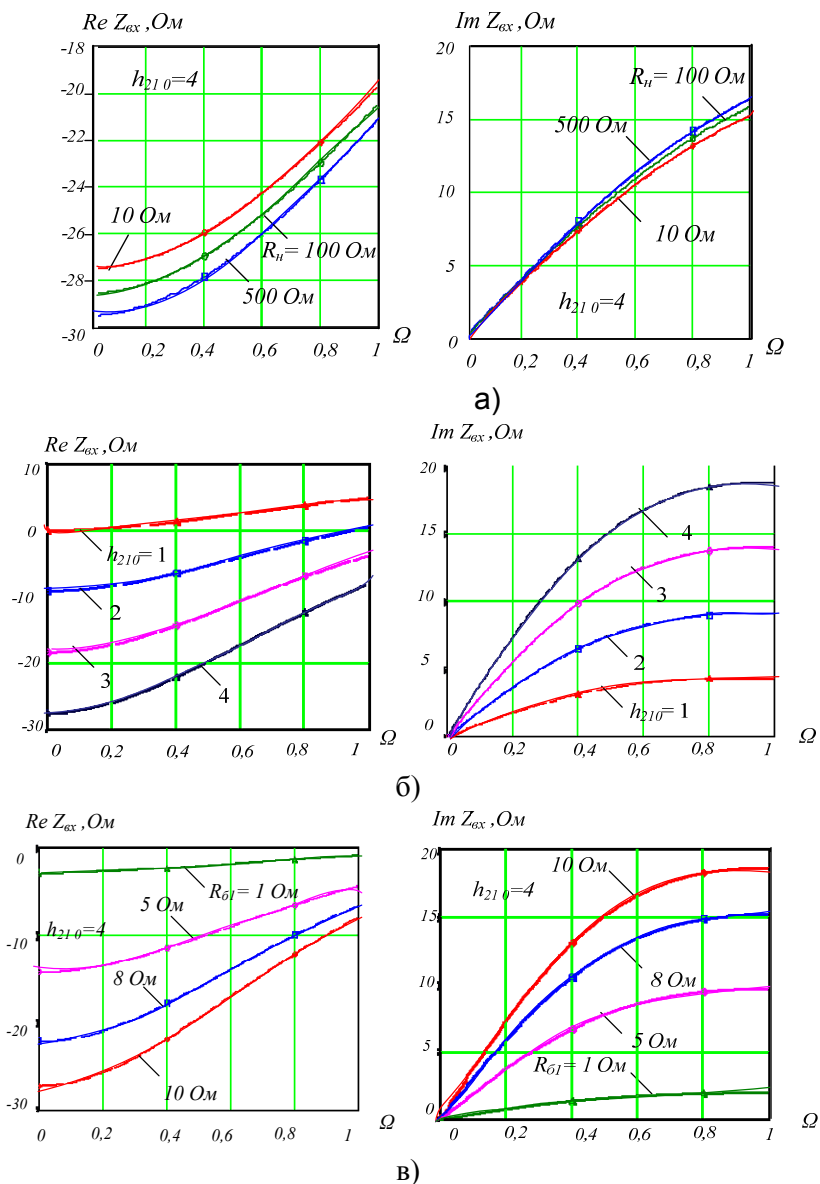 Re Zвх ,Ом
-18
-20
-22
-24
-26
-28
-30
h21 0=4
10 Ом
Rн= 100 Ом
500 Ом
0
0,2
0,4
0,6
0,8
1
Ω
Im Zвх ,Ом
20
15
10
5
0
Rн= 100 Ом
500 Ом
10 Ом
h21 0=4
0
0,2
0,4
0,6
0,8
1
Ω
а)
Re Zвх ,Ом
10
0
-10
-20
-30
h210= 1
2
3
4
0
0,2
0,4
0,6
0,8
1
Ω
Im Zвх ,Ом
20
15
10
5
0
4
3
2
h210= 1
0
0,2
0,4
0,6
0,8
1
Ω
б)
Re Zвх ,Ом
0
-10
-20
-30
Rб1= 1 Ом
5 Ом
h21 0=4
8 Ом
10 Ом
0
0,2
0,4
0,6
0,8
1
Ω
Im Zвх ,Ом
20
15
10
5
0
10 Ом
h21 0=4
8 Ом
5 Ом
Rб1= 1 Ом
0
0,2
0,4
0,6
0,8
1
Ω
в)